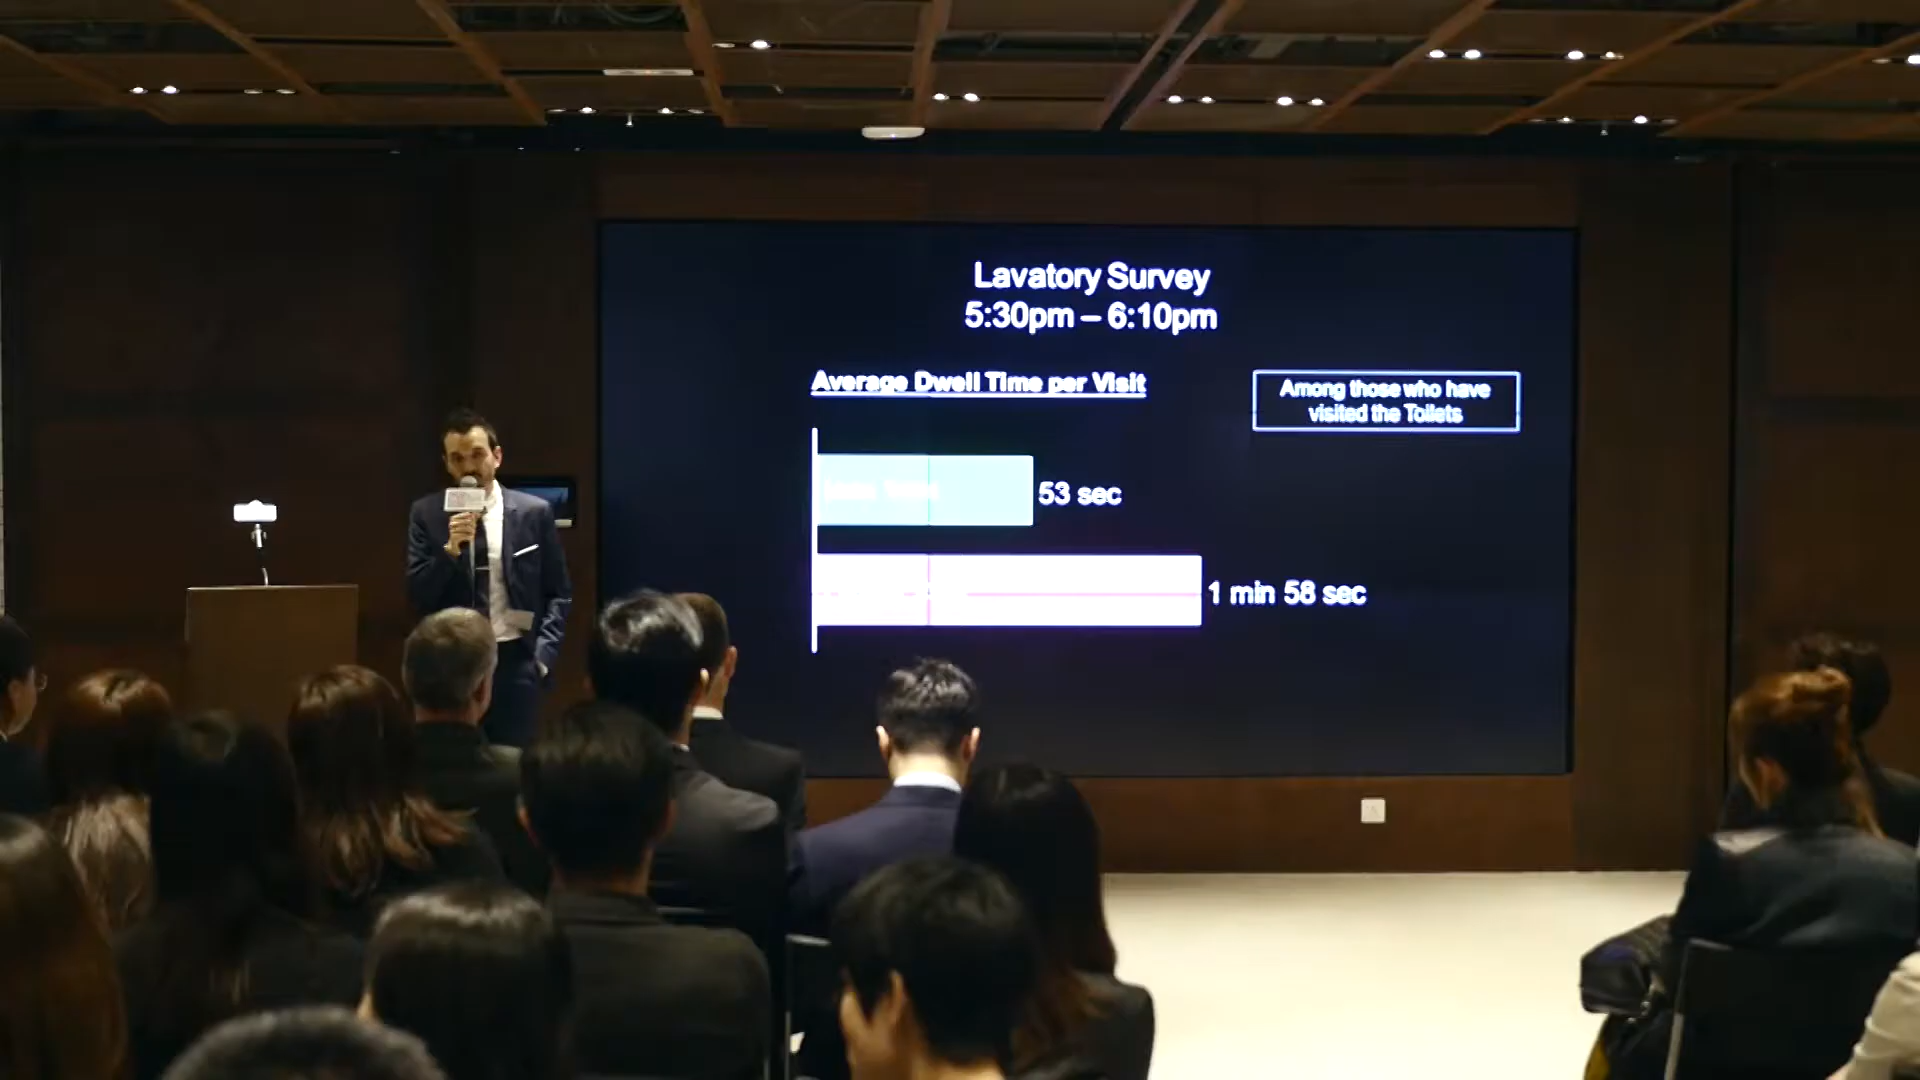 Lavatory Survey
5:30pm – 6:10pm
Average Dwell Time per Visit
Among those who have
visited the Toilets
53 sec
1 min 58 sec